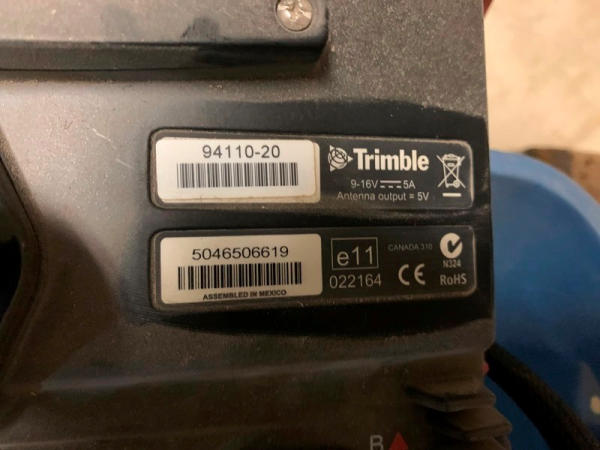 94110-20
Trimble
9-16V⎓5A
Antenna output = 5V
5046506619
ASSEMBLED IN MEXICO
e11
022164
CANADA 310
CE
N324
RoHS
B